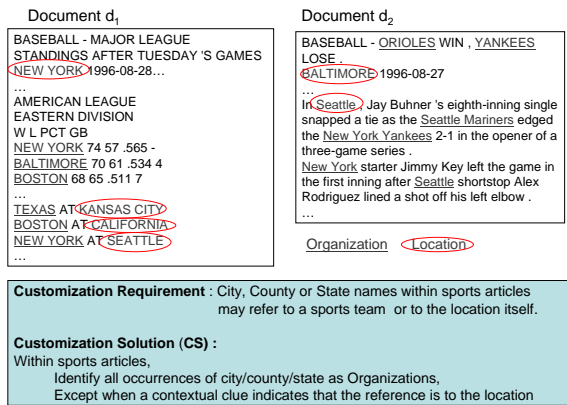 Document d1
BASEBALL - MAJOR LEAGUE
STANDINGS AFTER TUESDAY 'S GAMES
NEW YORK 1996-08-28…
…
AMERICAN LEAGUE
EASTERN DIVISION
W L PCT GB
NEW YORK 74 57 .565 -
BALTIMORE 70 61 .534 4
BOSTON 68 65 .511 7
…
TEXAS AT KANSAS CITY
BOSTON AT CALIFORNIA
NEW YORK AT SEATTLE
…
Document d2
BASEBALL - ORIOLES WIN , YANKEES
LOSE .
BALTIMORE 1996-08-27
…
In Seattle , Jay Buhner 's eighth-inning single
snapped a tie as the Seattle Mariners edged
the New York Yankees 2-1 in the opener of a
three-game series .
New York starter Jimmy Key left the game in
the first inning after Seattle shortstop Alex
Rodriguez lined a shot off his left elbow .
…
Organization Location
Customization Requirement : City, County or State names within sports articles
may refer to a sports team or to the location itself.
Customization Solution (CS) :
Within sports articles,
Identify all occurrences of city/county/state as Organizations,
Except when a contextual clue indicates that the reference is to the location